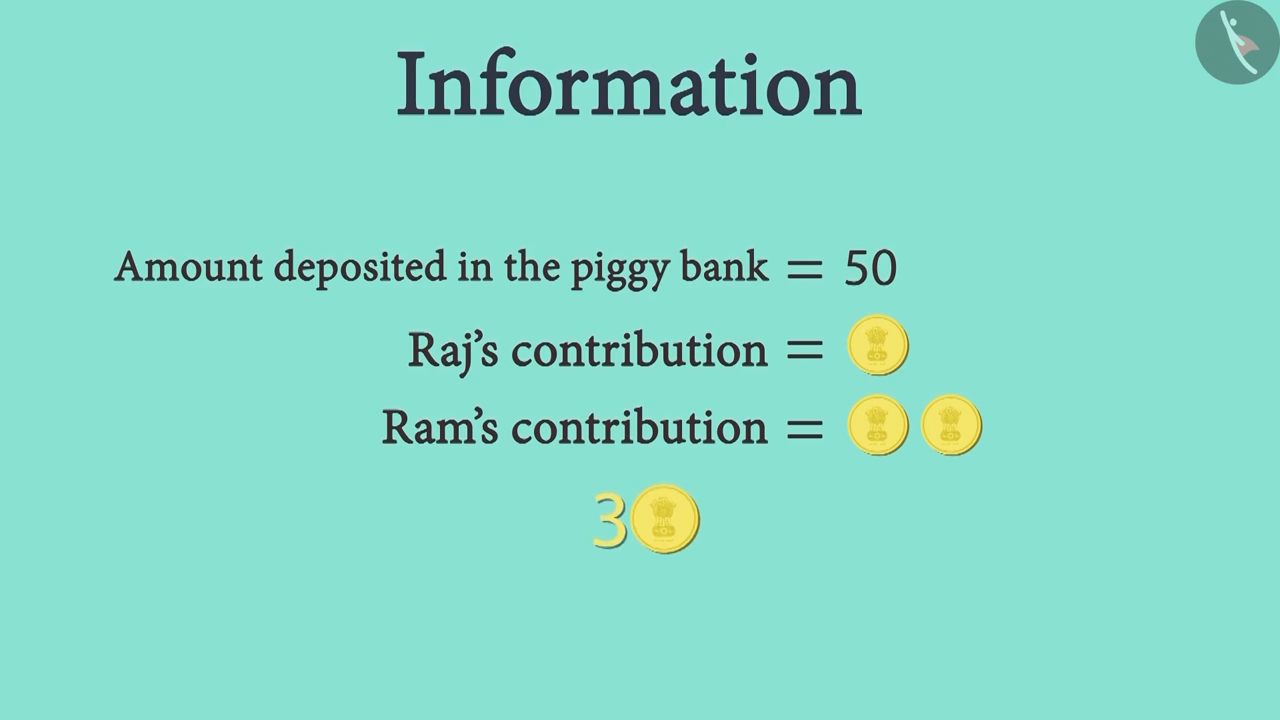 Information
Amount deposited in the piggy bank = 50
Raj's contribution =
Ram's contribution =
3